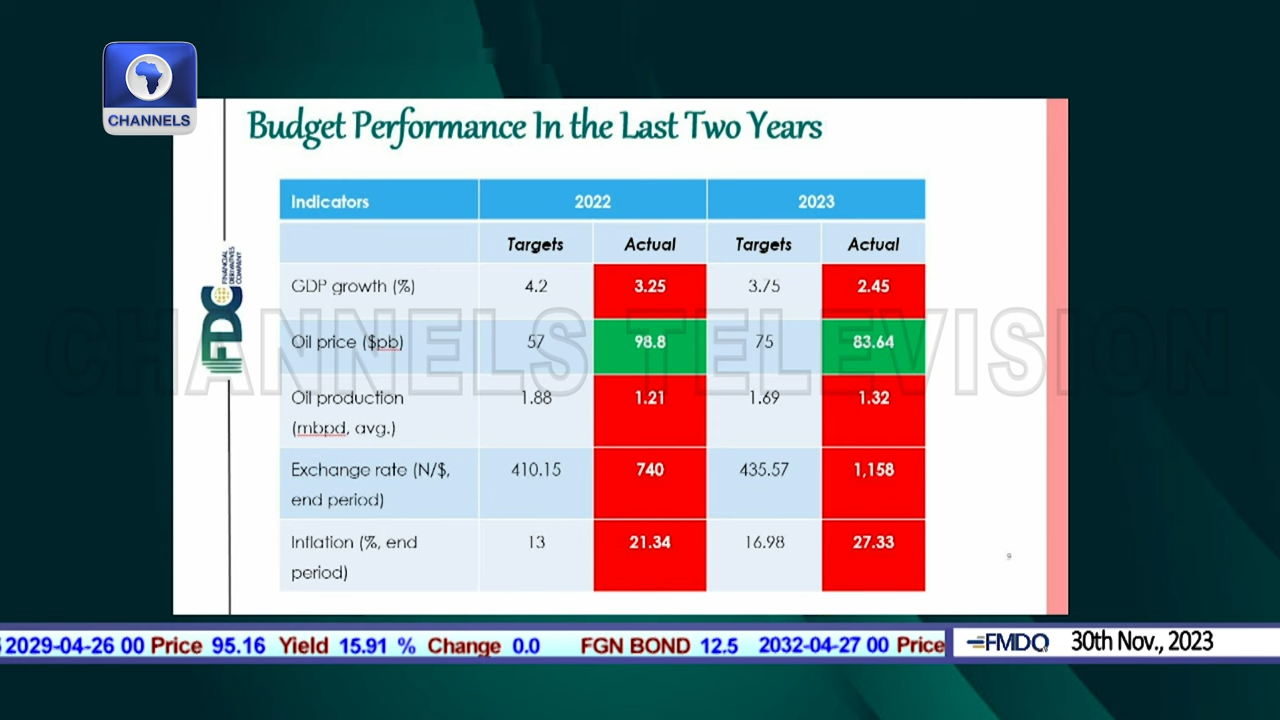 CHANNELS
Budget Performance In the Last Two Years
Indicators 2022 2023
Targets Actual Targets Actual
GDP growth (%) 4.2 3.25 3.75 2.45
Oil price ($pb) 57 98.8 75 83.64
Oil production 1.88 1.21 1.69 1.32
(mbpd, avg.)
Exchange rate (N/$, 410.15 740 435.57 1,158
end period)
Inflation (%, end 13 21.34 16.98 27.33
period)
FDC
FINANCIAL
DERIVATIVES
COMPANY
CHANNELS TELEVISION
9
2029-04-26 00 Price 95.16 Yield 15.91 % Change 0.0 FGN BOND 12.5 2032-04-27 00 Price
FMDQ 30th Nov., 2023